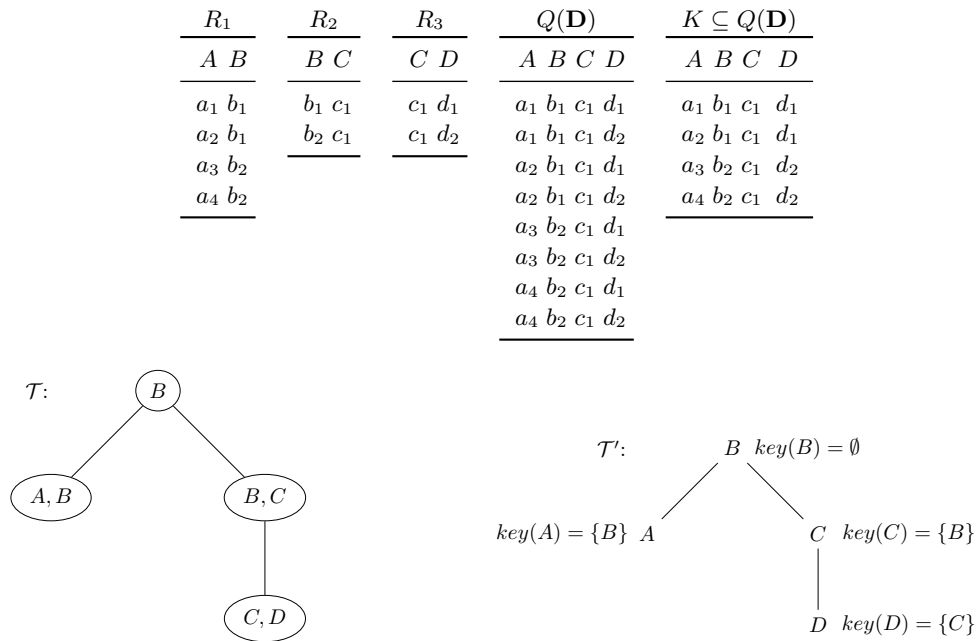 R₁ R₂ R₃ Q(𝐃) K ⊆ Q(𝐃)
A B B C C D A B C D A B C D
a₁ b₁ b₁ c₁ c₁ d₁ a₁ b₁ c₁ d₁ a₁ b₁ c₁ d₁
a₂ b₁ b₂ c₁ c₁ d₂ a₁ b₁ c₁ d₂ a₂ b₁ c₁ d₁
a₃ b₂ a₂ b₁ c₁ d₁ a₃ b₂ c₁ d₂
a₄ b₂ a₂ b₁ c₁ d₂ a₄ b₂ c₁ d₂
a₃ b₂ c₁ d₁
a₃ b₂ c₁ d₂
a₄ b₂ c₁ d₁
a₄ b₂ c₁ d₂
𝒯:
B
A, B
B, C
C, D
𝒯′:
B key(B) = ∅
key(A) = {B} A
C key(C) = {B}
D key(D) = {C}